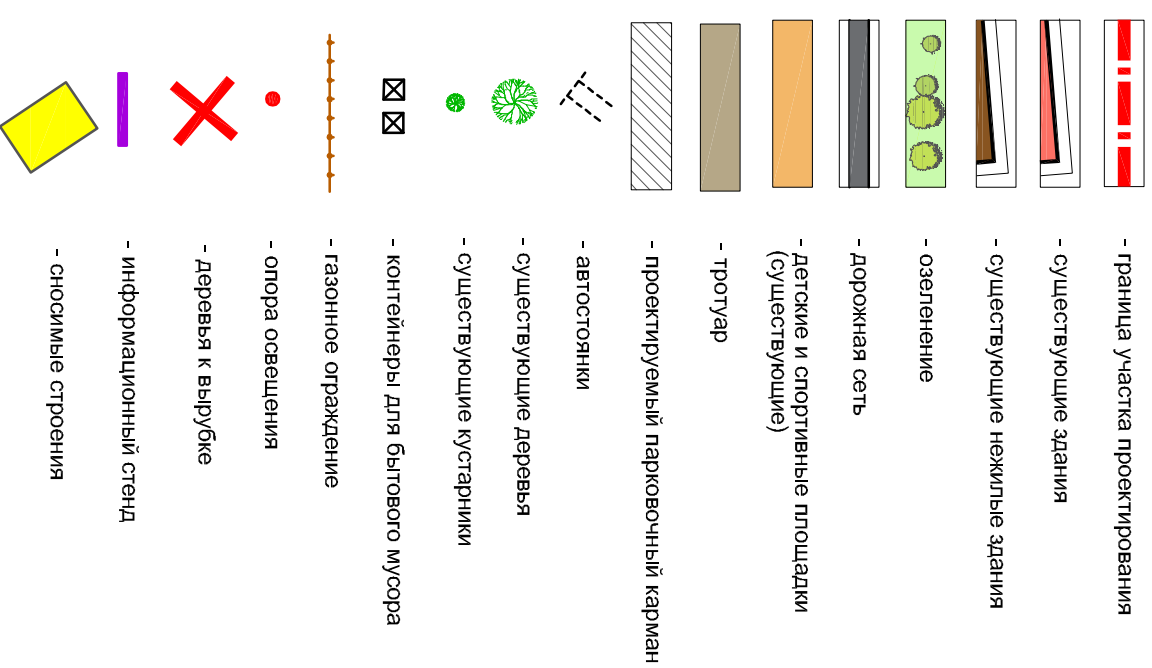 - граница участка проектирования
- существующие здания
- существующие нежилые здания
- озеленение
- дорожная сеть
- детские и спортивные площадки
(существующие)
- тротуар
- проектируемый парковочный карман
- автостоянки
- существующие деревья
- существующие кустарники
- контейнеры для бытового мусора
- газонное ограждение
- опора освещения
- деревья к вырубке
- информационный стенд
- сносимые строения